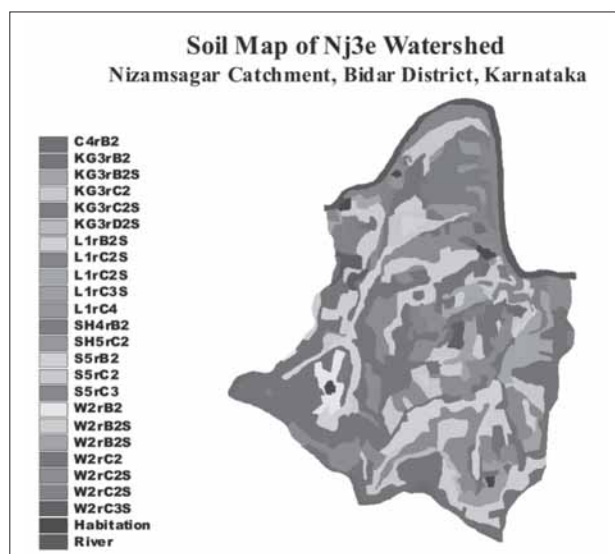 Soil Map of Nj3e Watershed
Nizamsagar Catchment, Bidar District, Karnataka
C4rB2
KG3rB2
KG3rB2S
KG3rC2
KG3rC2S
KG3rD2S
L1rB2S
L1rC2S
L1rC2S
L1rC3S
L1rC4
SH4rB2
SH5rC2
S5rB2
S5rC2
S5rC3
W2rB2
W2rB2S
W2rB2S
W2rC2
W2rC2S
W2rC2S
W2rC3S
Habitation
River